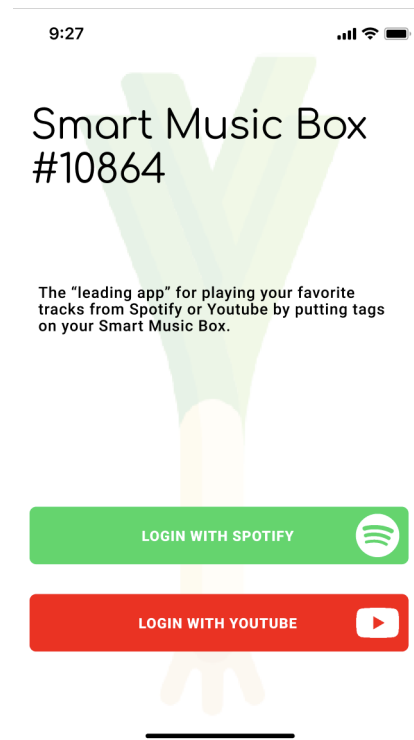 9:27
Smart Music Box
#10864
The “leading app” for playing your favorite
tracks from Spotify or Youtube by putting tags
on your Smart Music Box.
LOGIN WITH SPOTIFY
LOGIN WITH YOUTUBE